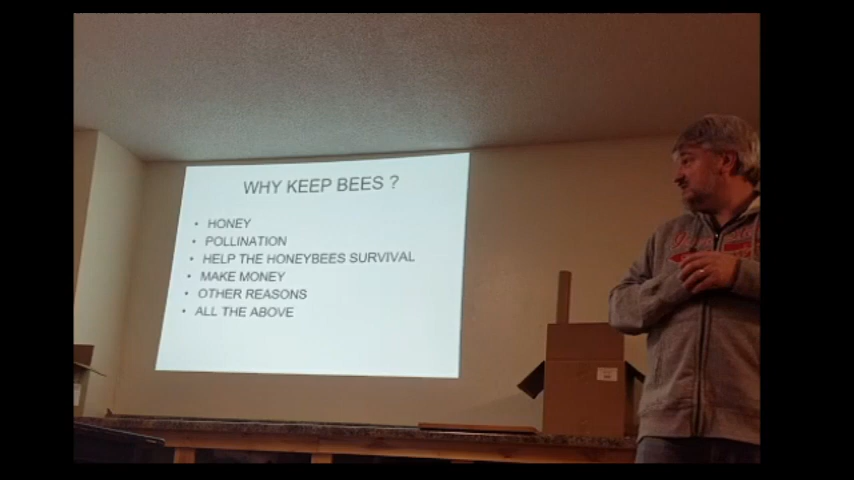 WHY KEEP BEES ?
• HONEY
• POLLINATION
• HELP THE HONEYBEES SURVIVAL
• MAKE MONEY
• OTHER REASONS
• ALL THE ABOVE